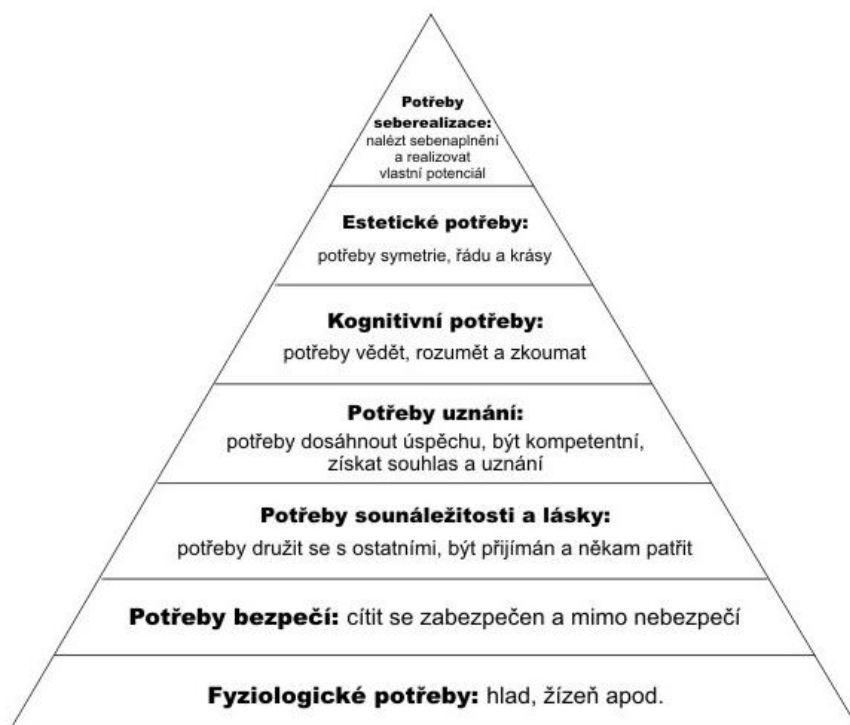 Potřeby
seberealizace:
nalézt sebenaplnění
a realizovat
vlastní potenciál
Estetické potřeby:
potřeby symetrie, řádu a krásy
Kognitivní potřeby:
potřeby vědět, rozumět a zkoumat
Potřeby uznání:
potřeby dosáhnout úspěchu, být kompetentní,
získat souhlas a uznání
Potřeby sounáležitosti a lásky:
potřeby družit se s ostatními, být přijímán a někam patřit
Potřeby bezpečí: cítit se zabezpečen a mimo nebezpečí
Fyziologické potřeby: hlad, žízeň apod.